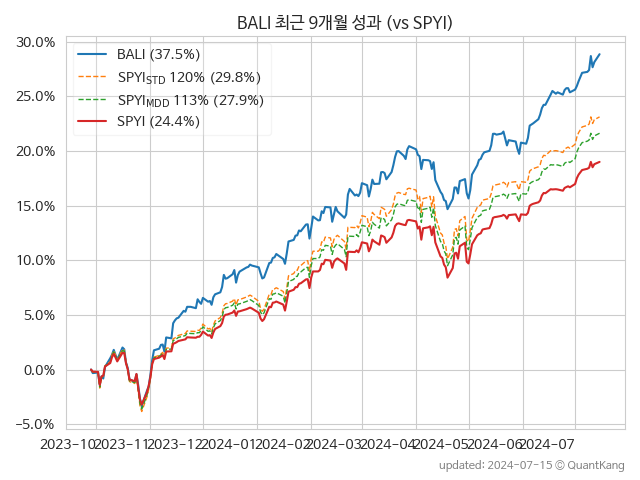 BALI 최근 9개월 성과 (vs SPYI)
30.0%
25.0%
20.0%
15.0%
10.0%
5.0%
0.0%
−5.0%
BALI (37.5%)
SPYI_STD 120% (29.8%)
SPYI_MDD 113% (27.9%)
SPYI (24.4%)
2023-10 2023-11 2023-12 2024-01 2024-02 2024-03 2024-04 2024-05 2024-06 2024-07
updated: 2024-07-15 © QuantKang